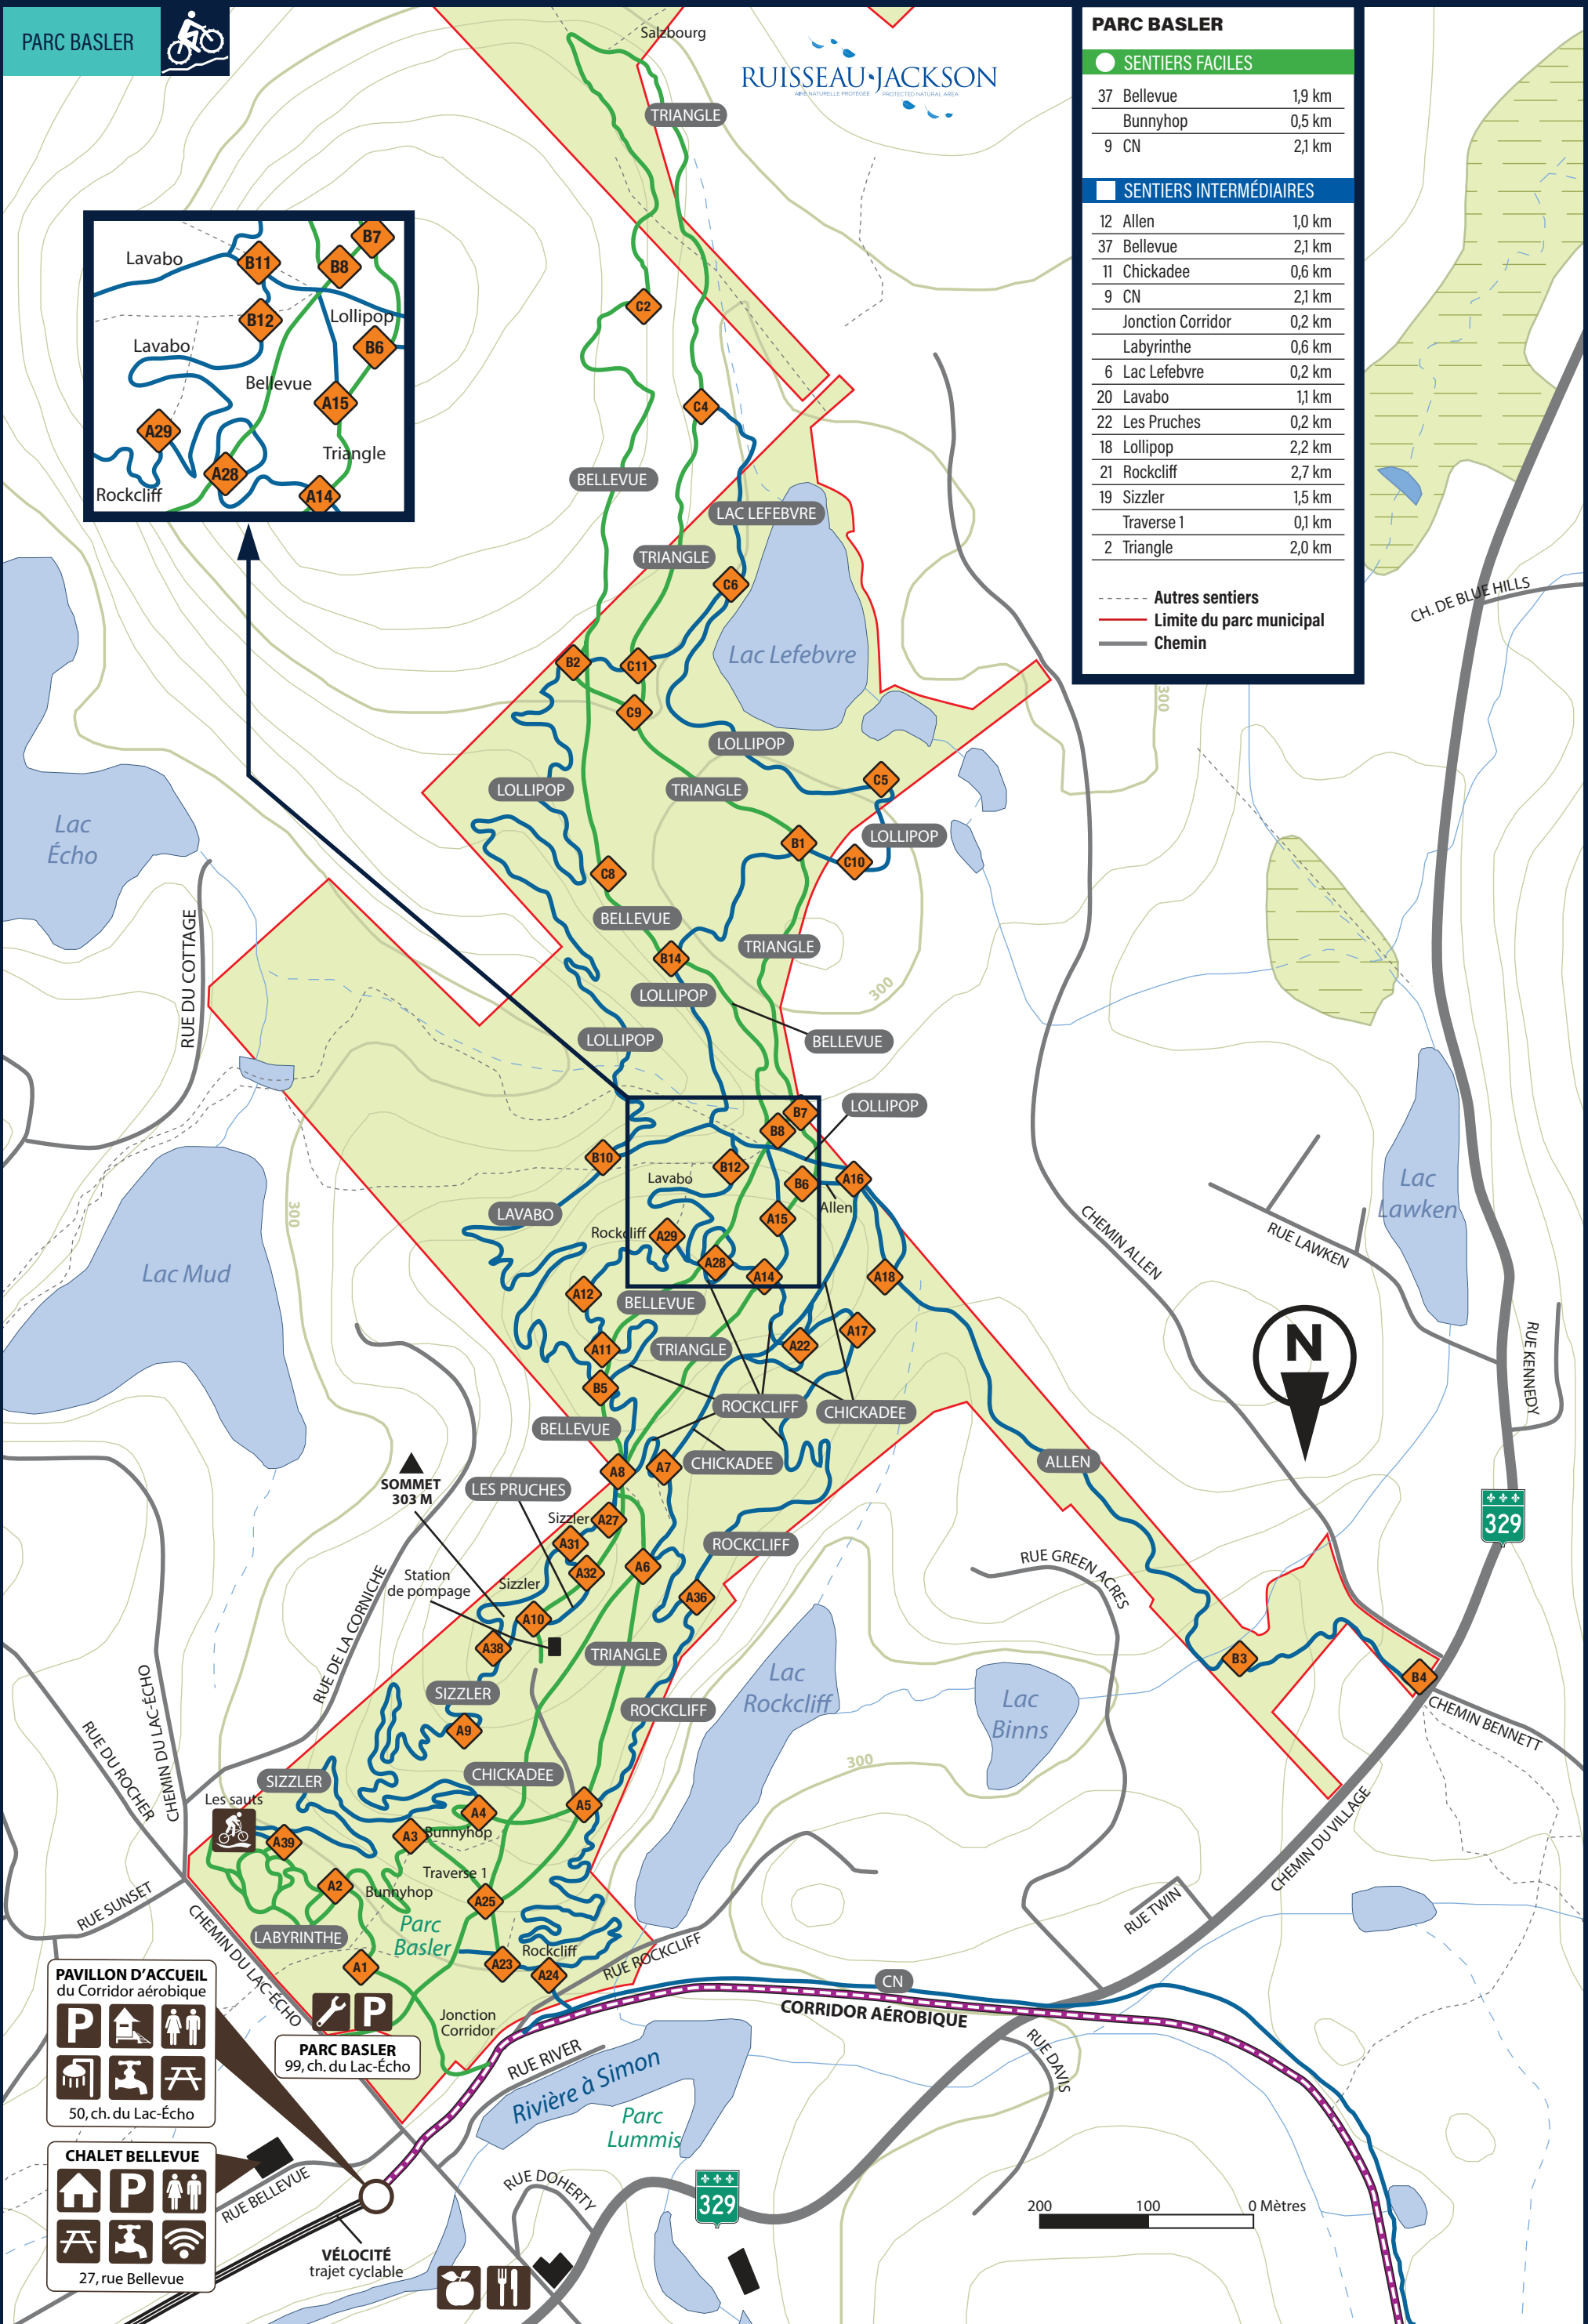 PARC BASLER
Salzbourg
TRIANGLE
RUISSEAU·JACKSON
AIRE NATURELLE PROTÉGÉE PROTECTED NATURAL AREA
PARC BASLER
SENTIERS FACILES
37 Bellevue 1,9 km
Bunnyhop 0,5 km
9 CN 2,1 km
SENTIERS INTERMÉDIAIRES
12 Allen 1,0 km
37 Bellevue 2,1 km
11 Chickadee 0,6 km
9 CN 2,1 km
Jonction Corridor 0,2 km
Labyrinthe 0,6 km
6 Lac Lefebvre 0,2 km
20 Lavabo 1,1 km
22 Les Pruches 0,2 km
18 Lollipop 2,2 km
21 Rockcliff 2,7 km
19 Sizzler 1,5 km
Traverse 1 0,1 km
2 Triangle 2,0 km
Autres sentiers
Limite du parc municipal
Chemin
B7
Lavabo
B11
B8
B12
Lollipop
Lavabo
B6
Bellevue
A15
A29
Triangle
A28
Rockcliff
A14
C2
C4
BELLEVUE
LAC LEFEBVRE
TRIANGLE
C6
CH. DE BLUE HILLS
B2
C11
Lac Lefebvre
300
C9
LOLLIPOP
C5
LOLLIPOP
TRIANGLE
Lac
Écho
LOLLIPOP
B1
C10
C8
BELLEVUE
RUE DU COTTAGE
TRIANGLE
B14
LOLLIPOP
300
LOLLIPOP
BELLEVUE
B7
LOLLIPOP
B8
B10
B12
Lavabo
B6
A16
Allen
300
LAVABO
A15
Rockcliff
A29
Lac
Lawken
RUE LAWKEN
CHEMIN ALLEN
Lac Mud
A28
A14
A18
A12
BELLEVUE
A17
A22
A11
TRIANGLE
N
RUE KENNEDY
B5
ROCKCLIFF
CHICKADEE
BELLEVUE
CHICKADEE
ALLEN
A8
A7
SOMMET
303 M
LES PRUCHES
Sizzler
A27
329
A31
ROCKCLIFF
A32
A6
RUE GREEN ACRES
Station
de pompage
Sizzler
A36
A10
A38
TRIANGLE
B3
B4
RUE DE LA CORNICHE
Lac
Rockcliff
SIZZLER
ROCKCLIFF
Lac
Binns
CHEMIN BENNETT
A9
CHEMIN DU LAC-ÉCHO
RUE DU ROCHER
300
CHICKADEE
SIZZLER
Les sauts
A4
A5
CHEMIN DU VILLAGE
A39
A3
Bunnyhop
Traverse 1
A2
Bunnyhop
A25
RUE SUNSET
RUE TWIN
Parc
Basler
LABYRINTHE
CHEMIN DU LAC-ÉCHO
Rockcliff
A1
A23
A24
RUE ROCKCLIFF
CN
CORRIDOR AÉROBIQUE
PAVILLON D'ACCUEIL
du Corridor aérobique
P
50, ch. du Lac-Écho
P
Jonction
Corridor
PARC BASLER
99, ch. du Lac-Écho
RUE RIVER
RUE DAVIS
Rivière à Simon
Parc
Lummis
CHALET BELLEVUE
P
27, rue Bellevue
RUE BELLEVUE
RUE DOHERTY
329
200 100 0 Mètres
VÉLOCITÉ
trajet cyclable